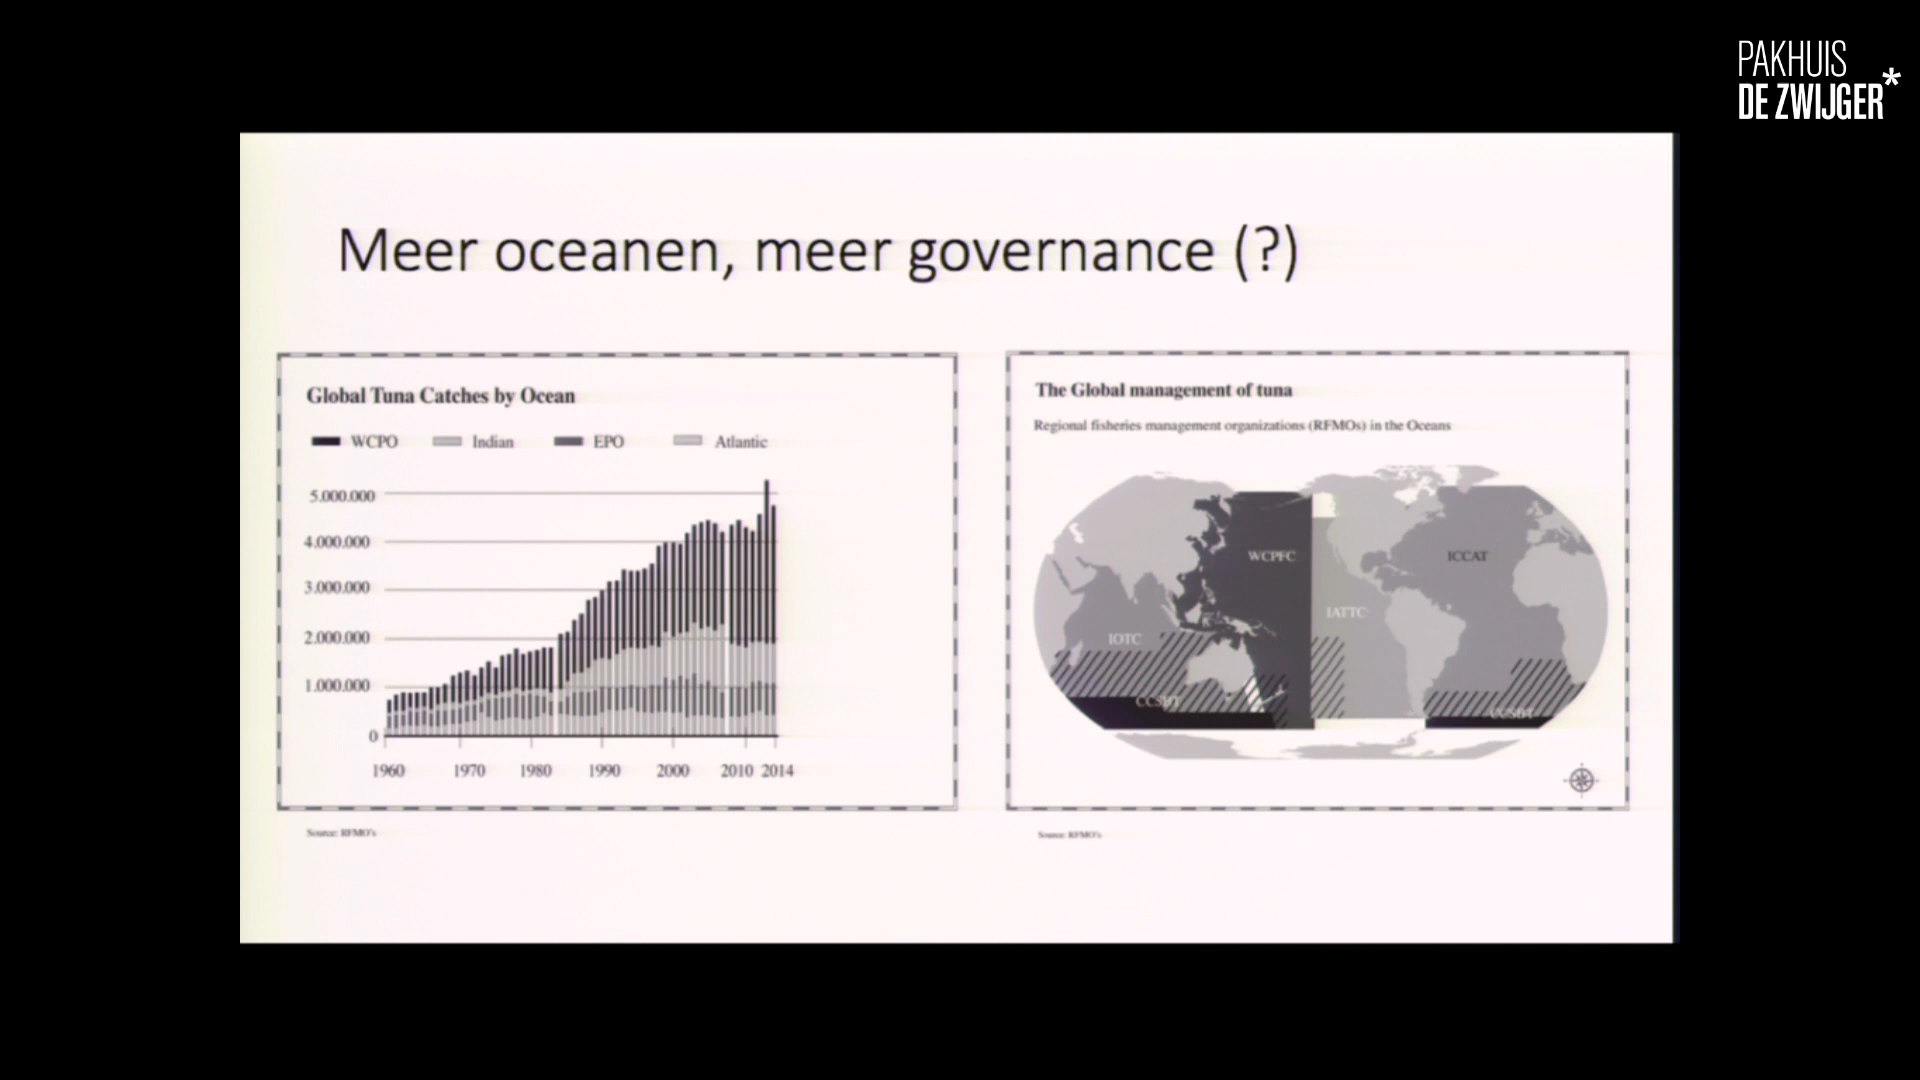 PAKHUIS
DE ZWIJGER*
Meer oceanen, meer governance (?)
Global Tuna Catches by Ocean
WCPO Indian EPO Atlantic
5.000.000
4.000.000
3.000.000
2.000.000
1.000.000
0
1960 1970 1980 1990 2000 2010 2014
Source: RFMO's
The Global management of tuna
Regional fisheries management organizations (RFMOs) in the Oceans
WCPFC
ICCAT
IATTC
IOTC
CCSBT
CCSBT
Source: RFMO's